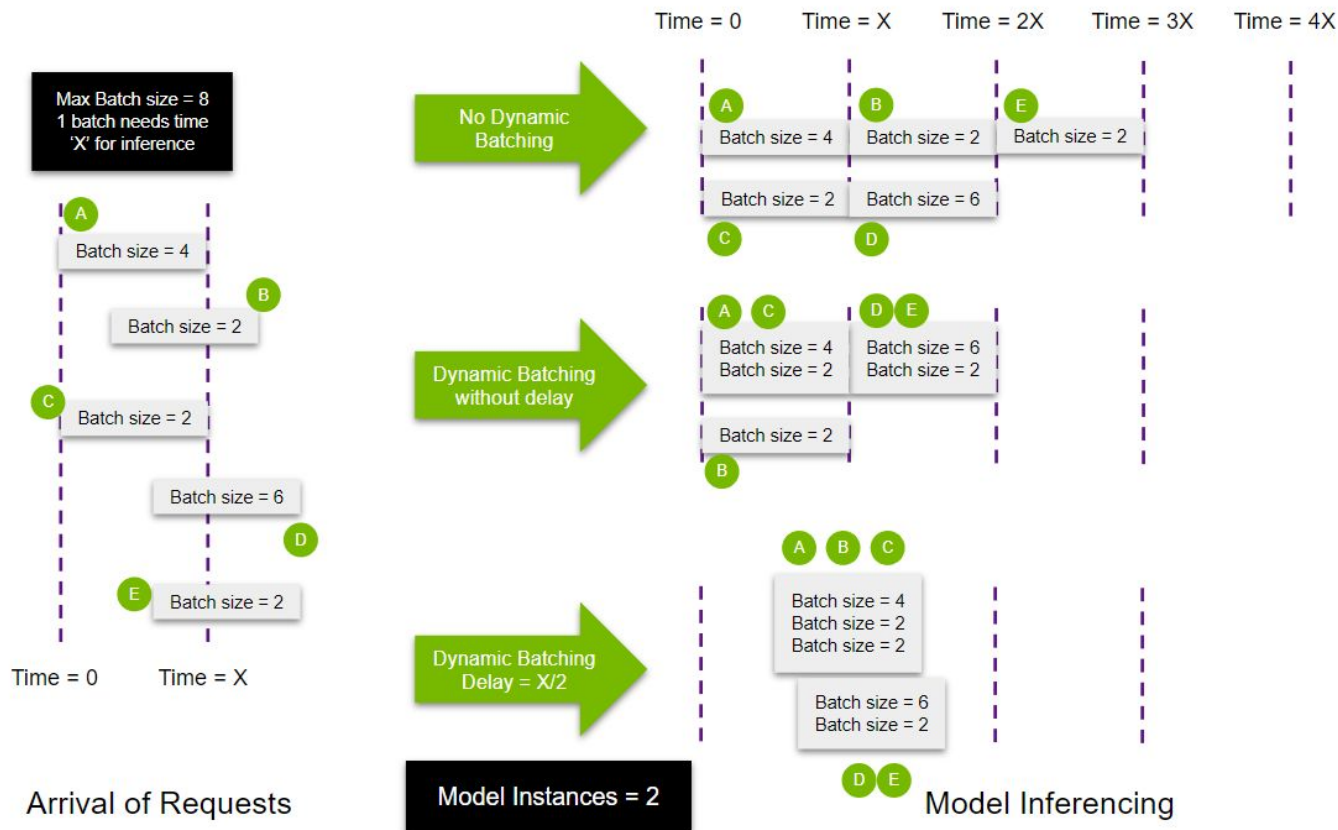 Time = 0
Time = X
Time = 2X
Time = 3X
Time = 4X
Max Batch size = 8
1 batch needs time
‘X’ for inference
A
Batch size = 4
B
Batch size = 2
C
Batch size = 2
Batch size = 6
D
E
Batch size = 2
Time = 0
Time = X
Arrival of Requests
No Dynamic
Batching
A
B
E
Batch size = 4
Batch size = 2
Batch size = 2
Batch size = 2
Batch size = 6
C
D
Dynamic Batching
without delay
A
C
D
E
Batch size = 4
Batch size = 2
Batch size = 6
Batch size = 2
Batch size = 2
B
Dynamic Batching
Delay = X/2
A
B
C
Batch size = 4
Batch size = 2
Batch size = 2
Batch size = 6
Batch size = 2
D
E
Model Instances = 2
Model Inferencing